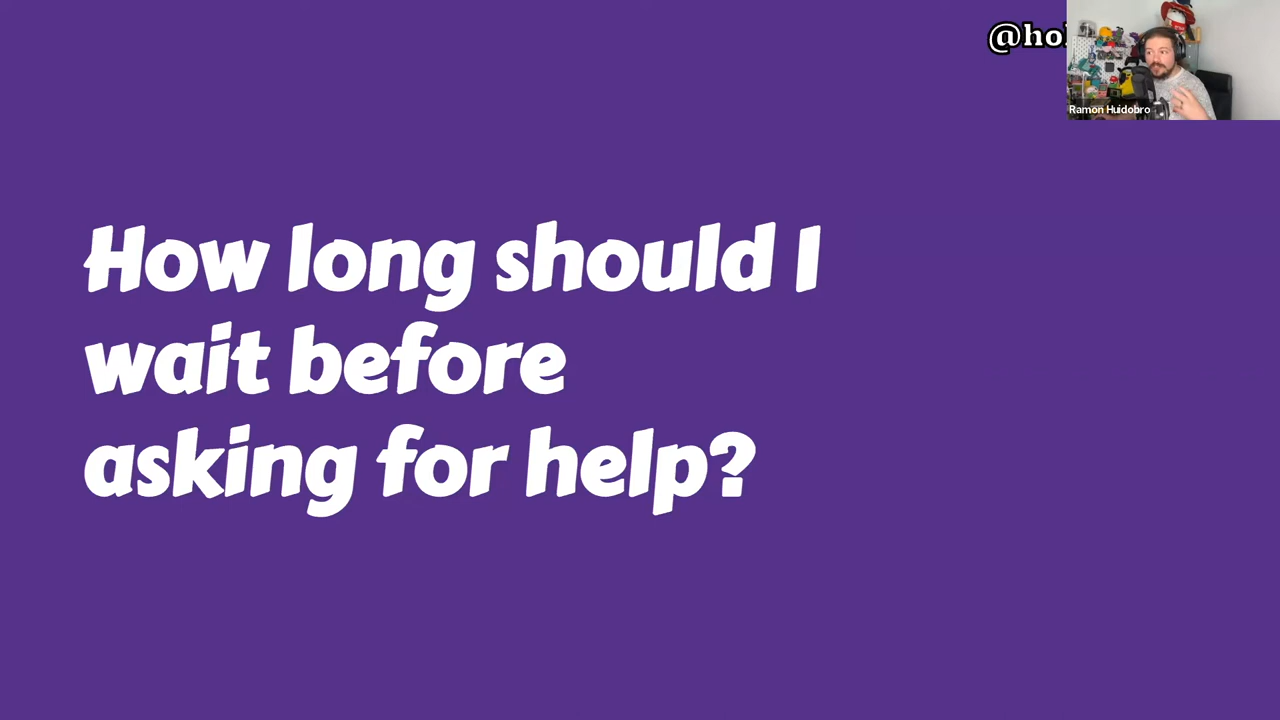 @ho
Ramon Huidobro
How long should I
wait before
asking for help?